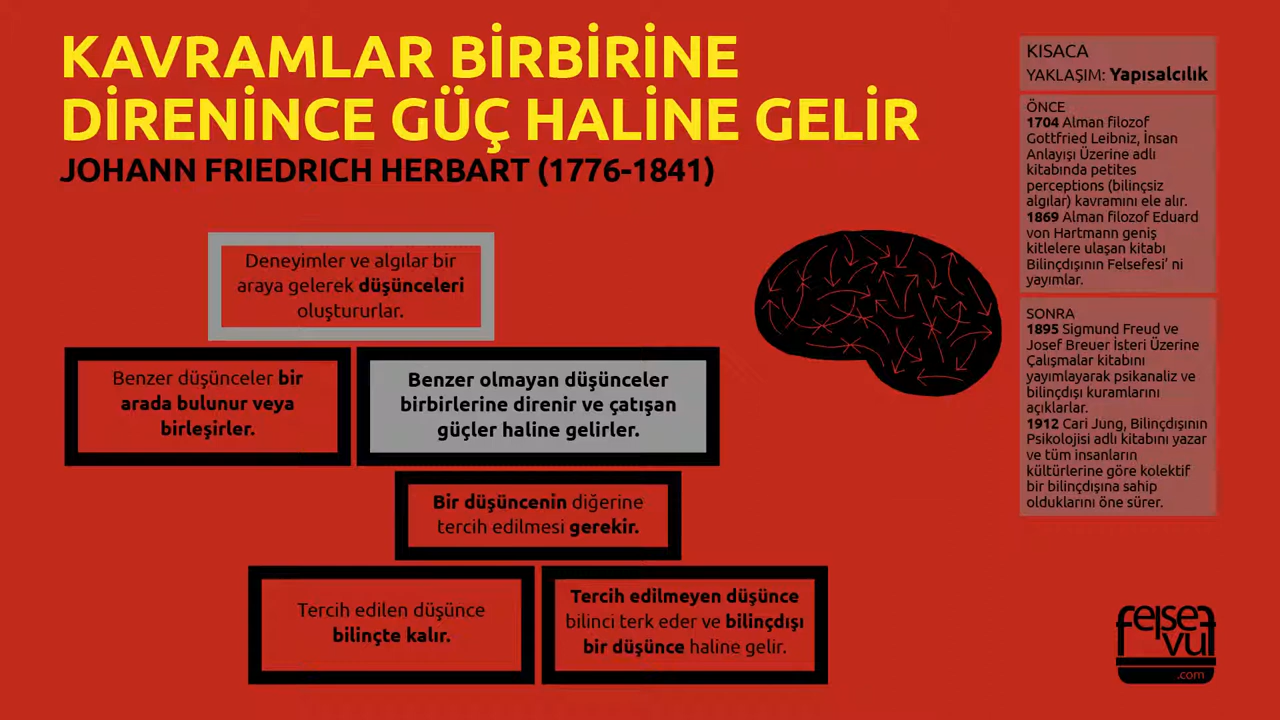 KAVRAMLAR BİRBİRİNE
DİRENİNCE GÜÇ HALİNE GELİR
JOHANN FRIEDRICH HERBART (1776-1841)
Deneyimler ve algılar bir
araya gelerek düşünceleri
oluştururlar.
Benzer düşünceler bir
arada bulunur veya
birleşirler.
Benzer olmayan düşünceler
birbirlerine direnir ve çatışan
güçler haline gelirler.
Bir düşüncenin diğerine
tercih edilmesi gerekir.
Tercih edilen düşünce
bilinçte kalır.
Tercih edilmeyen düşünce
bilinci terk eder ve bilinçdışı
bir düşünce haline gelir.
KISACA
YAKLAŞIM: Yapısalcılık
ÖNCE
1704 Alman filozof
Gottfried Leibniz, İnsan
Anlayışı Üzerine adlı
kitabında petites
perceptions (bilinçsiz
algılar) kavramını ele alır.
1869 Alman filozof Eduard
von Hartmann geniş
kitlelere ulaşan kitabı
Bilinçdışının Felsefesi’ ni
yayımlar.
SONRA
1895 Sigmund Freud ve
Josef Breuer İsteri Üzerine
Çalışmalar kitabını
yayımlayarak psikanaliz ve
bilinçdışı kuramlarını
açıklarlar.
1912 Cari Jung, Bilinçdışının
Psikolojisi adlı kitabını yazar
ve tüm insanların
kültürlerine göre kolektif
bir bilinçdışına sahip
olduklarını öne sürer.
felsefe
vuf
.com